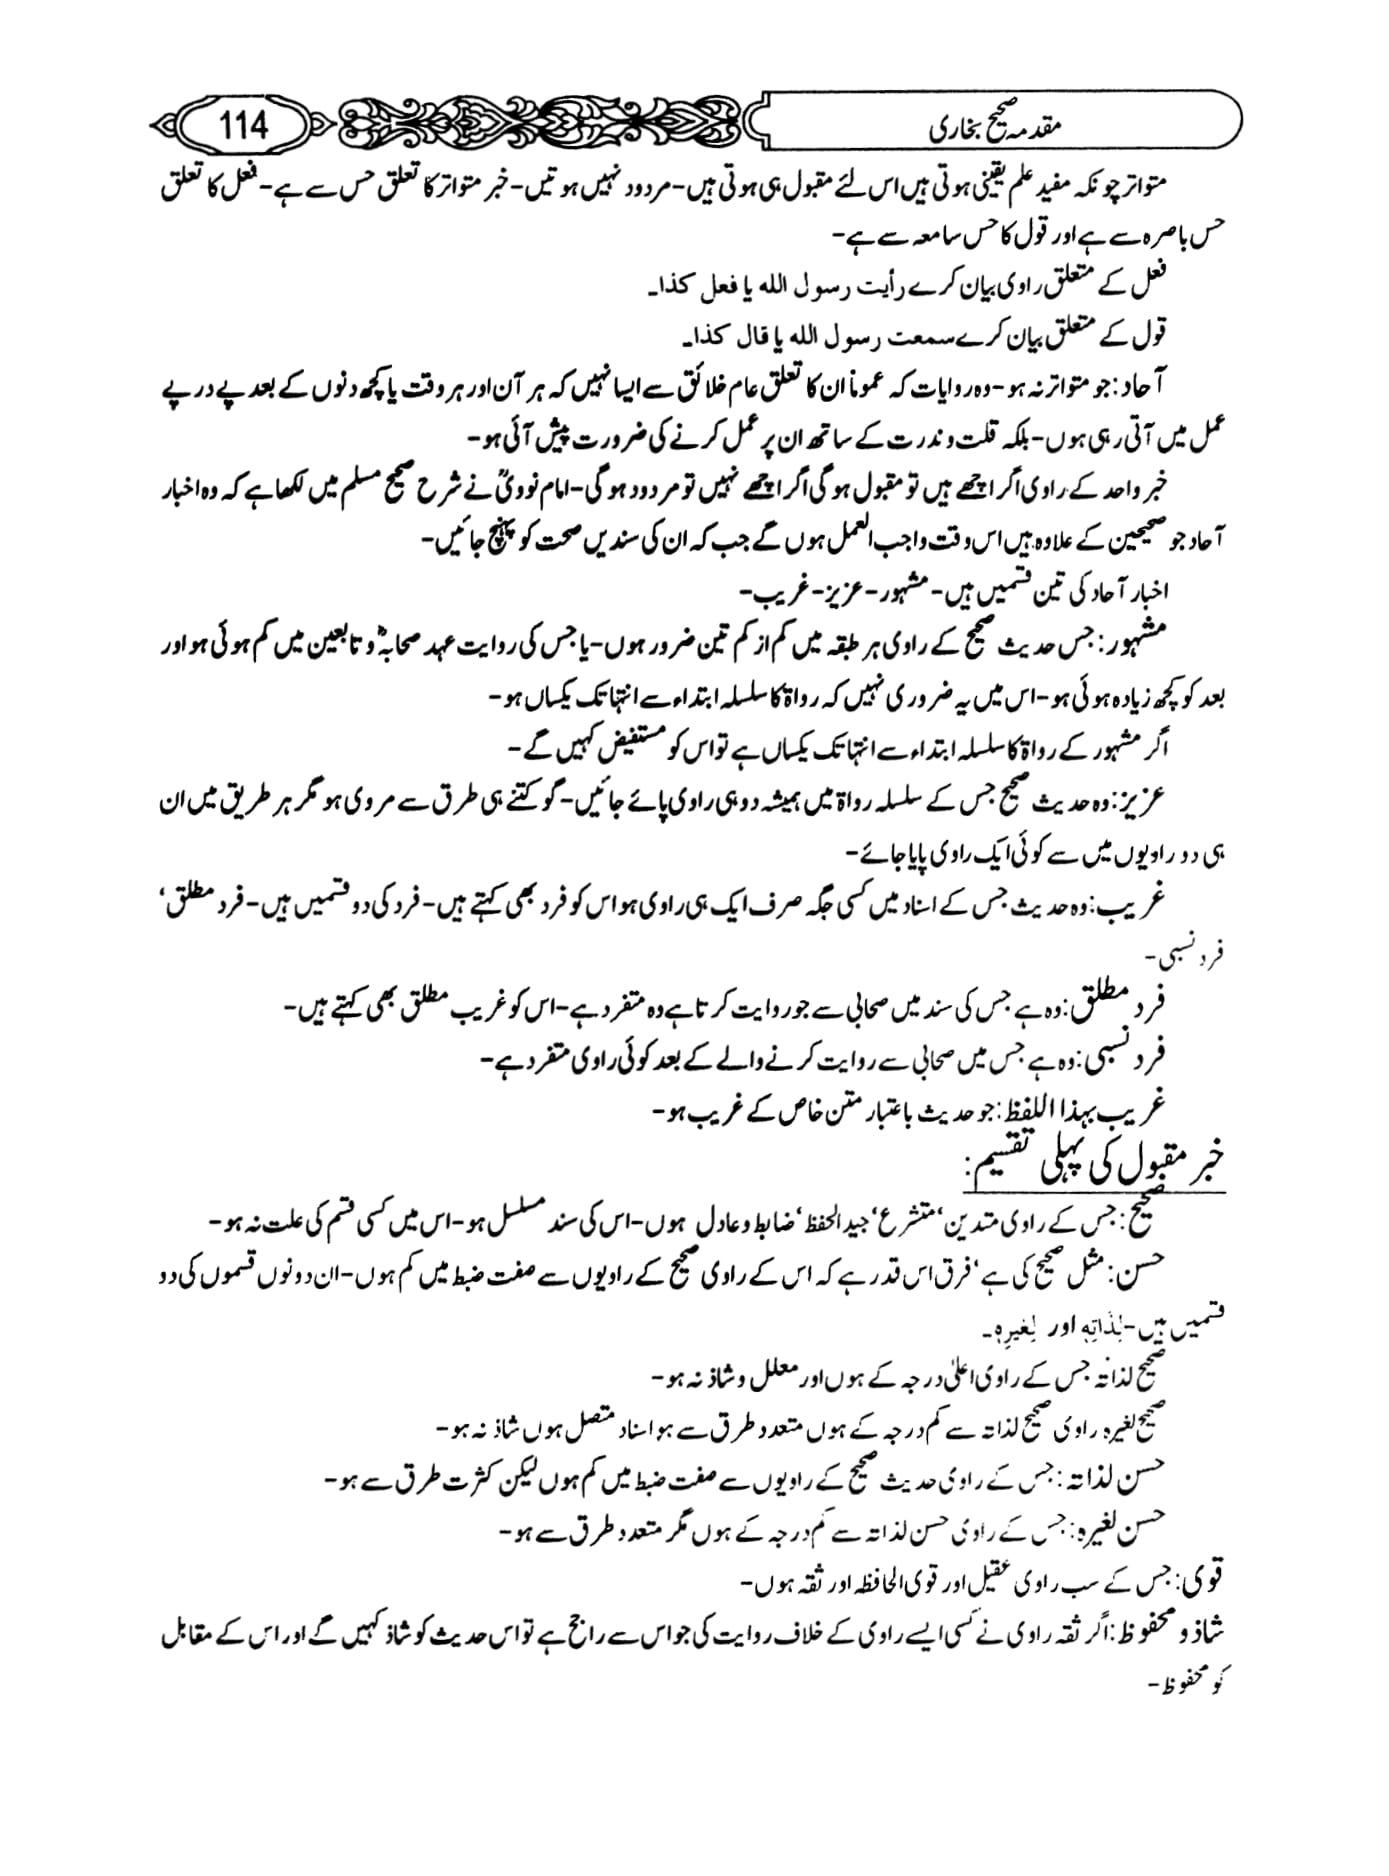 مقدمہ صحیح بخاری
114
متواتر چونکہ مفید علم یقینی ہوتی ہیں اس لئے مقبول ہی ہوتی ہیں- مردود نہیں ہوتیں- خبر متواتر کا تعلق حس سے ہے- فعل کا تعلق
حس باصرہ سے ہے اور قول کا حس سامعہ سے ہے-
فعل کے متعلق راوی بیان کرے رأیت رسول الله یا فعل کذا۔
قول کے متعلق بیان کرے سمعت رسول الله یا قال کذا۔
آحاد: جو متواتر نہ ہو- وہ روایات کہ عموماً ان کا تعلق عام خلائق سے ایسا نہیں کہ ہر آن اور ہر وقت یا کچھ دنوں کے بعد پے در پے
عمل میں آتی رہی ہوں- بلکہ قلت و ندرت کے ساتھ ان پر عمل کرنے کی ضرورت پیش آئی ہو-
خبر واحد کے راوی اگر اچھے ہیں تو مقبول ہو گی اگر اچھے نہیں تو مردود ہو گی- امام نوویؒ نے شرح صحیح مسلم میں لکھا ہے کہ وہ اخبار
آحاد جو صحیحین کے علاوہ ہیں اس وقت واجب العمل ہوں گے جب کہ ان کی سندیں صحت کو پہنچ جائیں-
اخبار آحاد کی تین قسمیں ہیں- مشہور- عزیز- غریب-
مشہور: جس حدیث صحیح کے راوی ہر طبقہ میں کم از کم تین ضرور ہوں- یا جس کی روایت عہد صحابہؓ و تابعین میں کم ہوئی ہو اور
بعد کو کچھ زیادہ ہوئی ہو- اس میں یہ ضروری نہیں کہ رواۃ کا سلسلہ ابتداء سے انتہا تک یکساں ہو-
اگر مشہور کے رواۃ کا سلسلہ ابتداء سے انتہا تک یکساں ہے تو اس کو مستفیض کہیں گے-
عزیز: وہ حدیث صحیح جس کے سلسلہ رواۃ میں ہمیشہ دو ہی راوی پائے جائیں- گو کتنے ہی طرق سے مروی ہو مگر ہر طریق میں ان
ہی دو راویوں میں سے کوئی ایک راوی پایا جائے-
غریب: وہ حدیث جس کے اسناد میں کسی جگہ صرف ایک ہی راوی ہو اس کو فرد بھی کہتے ہیں- فرد کی دو قسمیں ہیں- فرد مطلق‘
فرد نسبی-
فرد مطلق: وہ ہے جس کی سند میں صحابی سے جو روایت کرتا ہے وہ متفرد ہے- اس کو غریب مطلق بھی کہتے ہیں-
فرد نسبی: وہ ہے جس میں صحابی سے روایت کرنے والے کے بعد کوئی راوی متفرد ہے-
غریب بہذا اللفظ: جو حدیث باعتبار متن خاص کے غریب ہو-
خبر مقبول کی پہلی تقسیم:
صحیح: جس کے راوی متدین‘ متشرع‘ جید الحفظ‘ ضابط و عادل ہوں- اس کی سند مسلسل ہو- اس میں کسی قسم کی علت نہ ہو-
حسن: مثل صحیح کی ہے‘ فرق اس قدر ہے کہ اس کے راوی صحیح کے راویوں سے صفت ضبط میں کم ہوں- ان دونوں قسموں کی دو
قسمیں ہیں- لِذَاتِهٖ اور لِغَیرِهٖ۔
صحیح لذاتہ جس کے راوی اعلیٰ درجہ کے ہوں اور معلل و شاذ نہ ہو-
صحیح لغیرہ راوی صحیح لذاتہ سے کم درجہ کے ہوں متعدد طرق سے ہو اسناد متصل ہوں شاذ نہ ہو-
حسن لذاتہ: جس کے راوی حدیث صحیح کے راویوں سے صفت ضبط میں کم ہوں لیکن کثرت طرق سے ہو-
حسن لغیرہ: جس کے راوی حسن لذاتہ سے کم درجہ کے ہوں مگر متعدد طرق سے ہو-
قوی: جس کے سب راوی عقیل اور قوی الحافظہ اور ثقہ ہوں-
شاذ و محفوظ: اگر ثقہ راوی نے کسی ایسے راوی کے خلاف روایت کی جو اس سے راجح ہے تو اس حدیث کو شاذ کہیں گے اور اس کے مقابل
کو محفوظ-